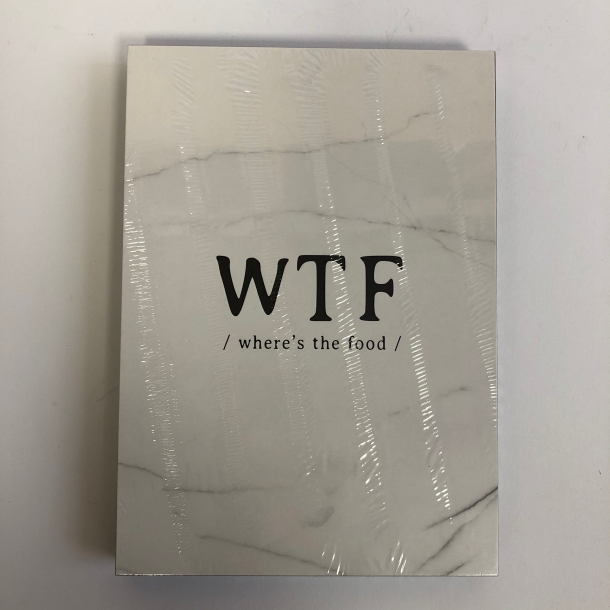 WTF
/ where's the food /